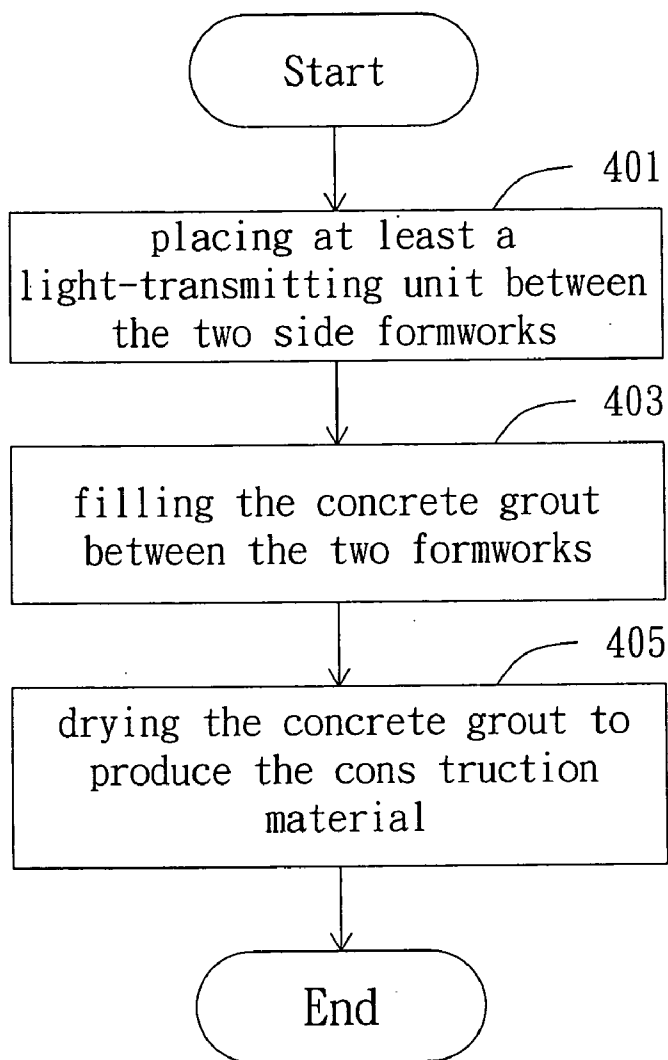 Start
401
placing at least a
light-transmitting unit between
the two side formworks
403
filling the concrete grout
between the two formworks
405
drying the concrete grout to
produce the cons truction
material
End